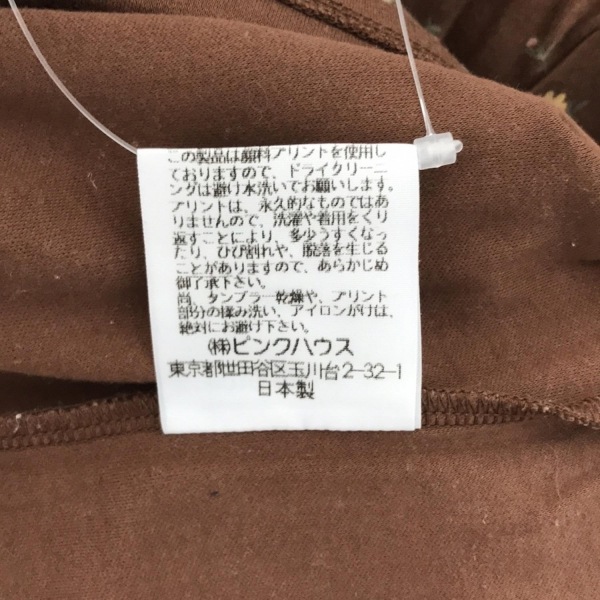 この製品は顔料プリントを使用し
ておりますので、ドライクリーニ
ングは避け水洗いでお願いします。
プリントは、永久的なものではあ
りませんので、洗濯や着用をくり
返すことにより、多少うすくなっ
たり、ひび割れや、脱落を生じる
ことがありますので、あらかじめ
御了承下さい。
尚、タンブラー乾燥や、プリント
部分の揉み洗い、アイロンがけは、
絶対にお避け下さい。
㈱ピンクハウス
東京都世田谷区玉川台2-32-1
日本製